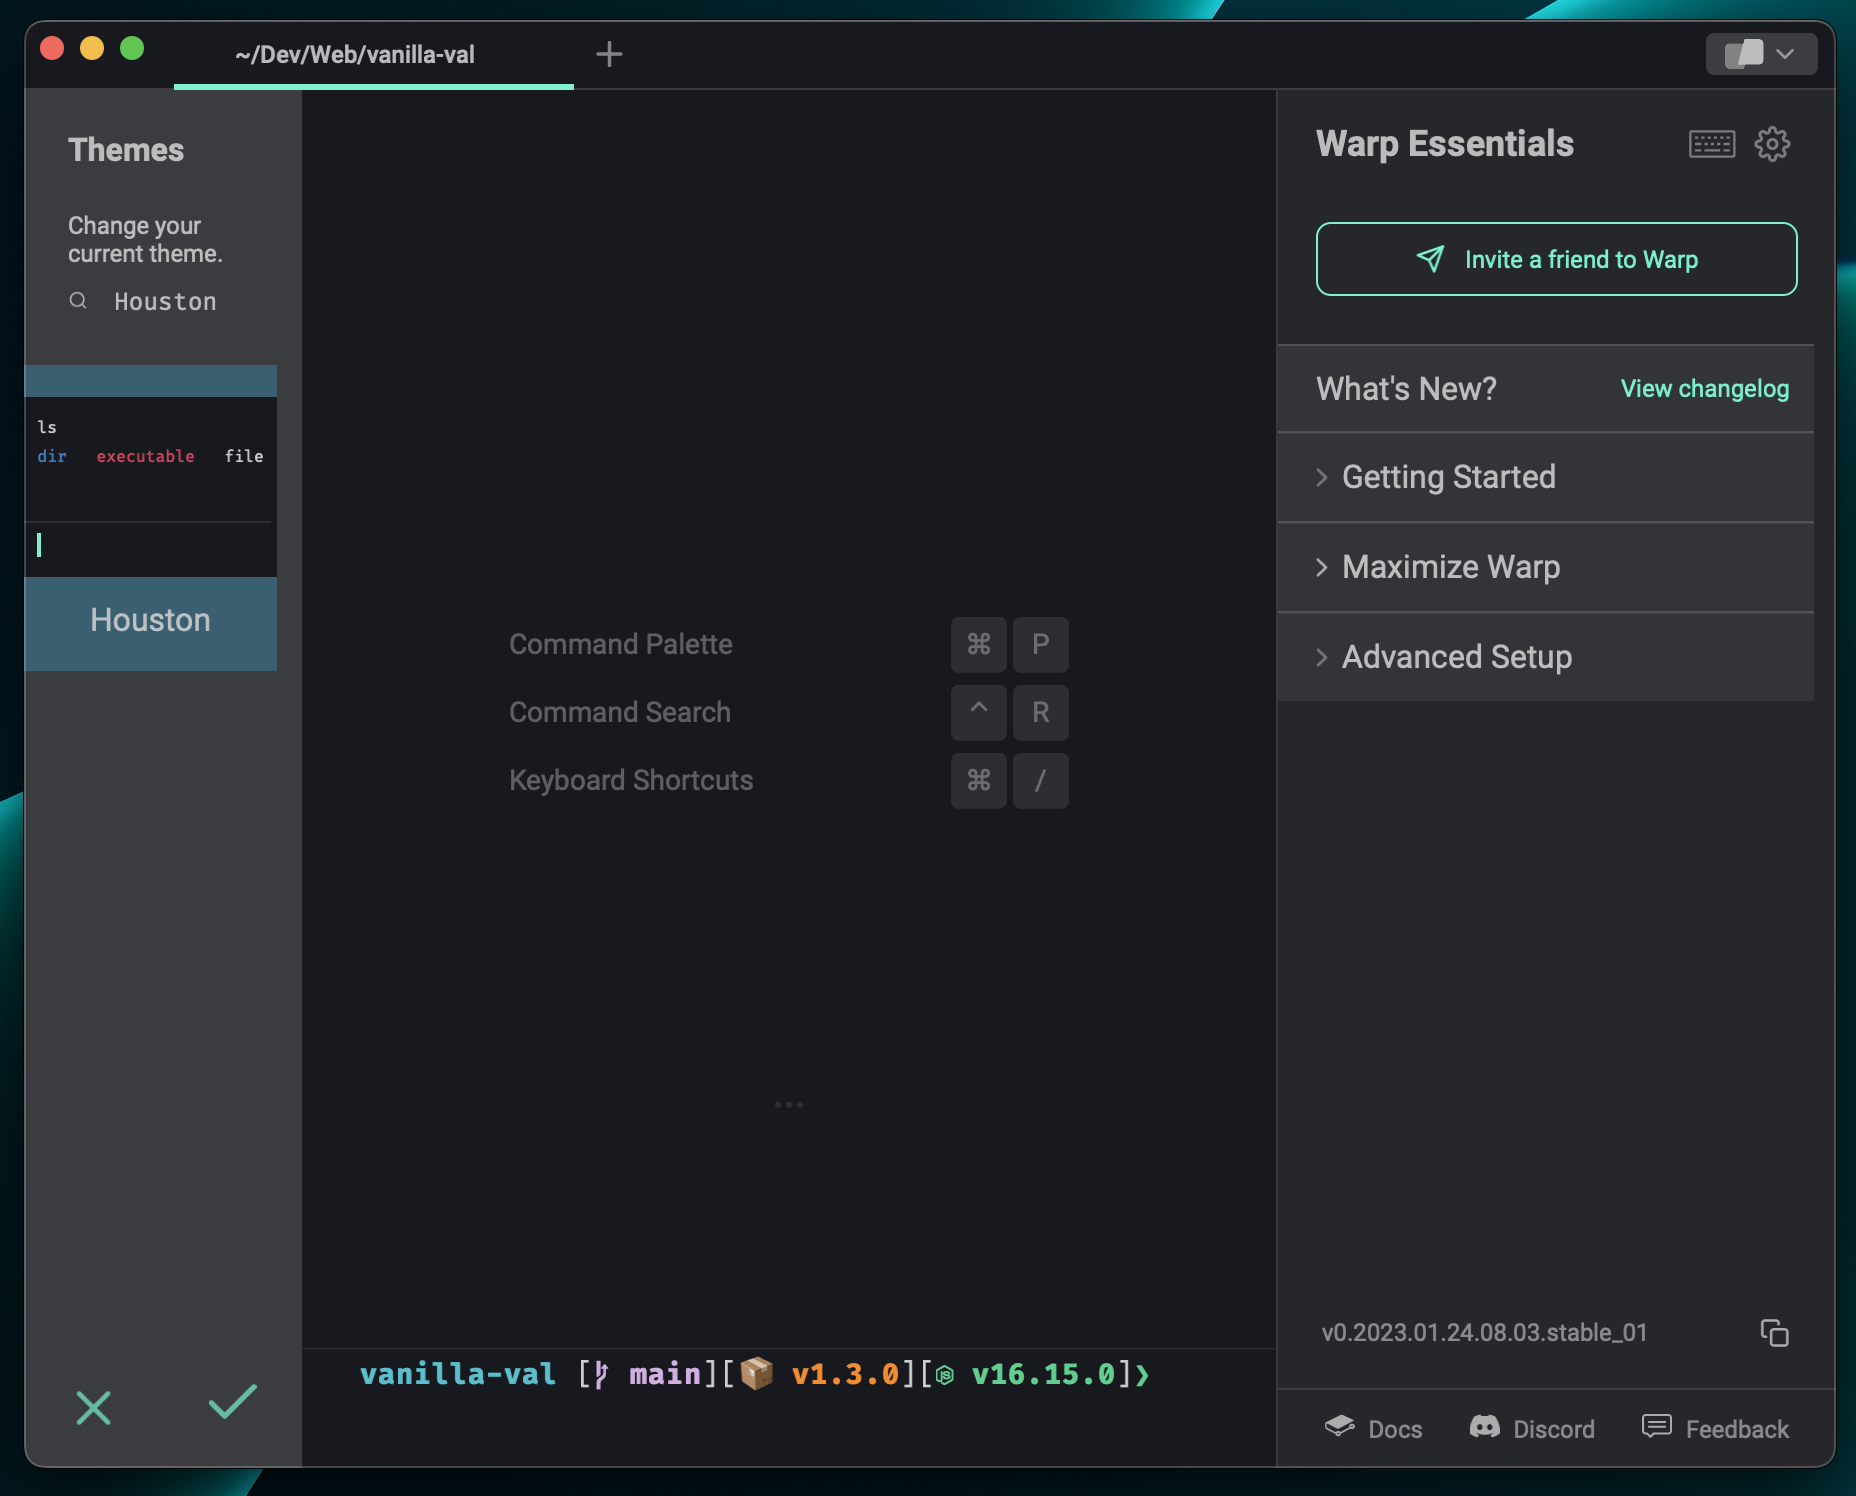 ~/Dev/Web/vanilla-val
Themes
Change your
current theme.
Houston
ls
dir executable file
Houston
Command Palette ⌘ P
Command Search ^ R
Keyboard Shortcuts ⌘ /
vanilla-val [ main][📦 v1.3.0][ v16.15.0]❯
Warp Essentials
Invite a friend to Warp
What's New? View changelog
Getting Started
Maximize Warp
Advanced Setup
v0.2023.01.24.08.03.stable_01
Docs Discord Feedback